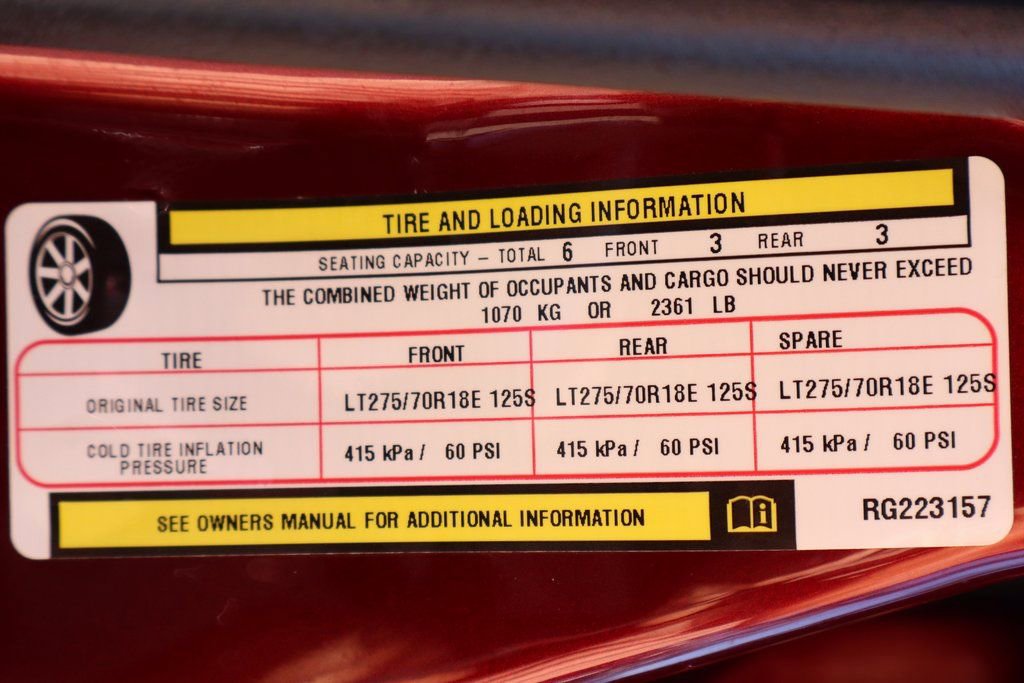 TIRE AND LOADING INFORMATION
SEATING CAPACITY – TOTAL 6 FRONT 3 REAR 3
THE COMBINED WEIGHT OF OCCUPANTS AND CARGO SHOULD NEVER EXCEED
1070 KG OR 2361 LB
TIRE FRONT REAR SPARE
ORIGINAL TIRE SIZE LT275/70R18E 125S LT275/70R18E 125S LT275/70R18E 125S
COLD TIRE INFLATION
PRESSURE 415 kPa / 60 PSI 415 kPa / 60 PSI 415 kPa / 60 PSI
SEE OWNERS MANUAL FOR ADDITIONAL INFORMATION
RG223157